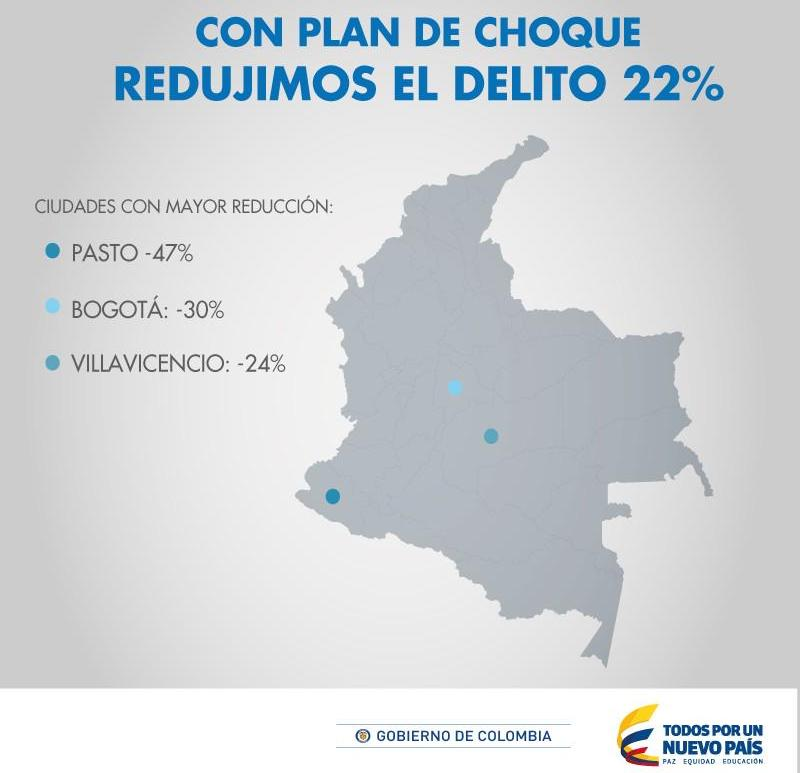 CON PLAN DE CHOQUE
REDUJIMOS EL DELITO 22%
CIUDADES CON MAYOR REDUCCIÓN:
PASTO -47%
BOGOTÁ: -30%
VILLAVICENCIO: -24%
GOBIERNO DE COLOMBIA
TODOS POR UN
NUEVO PAÍS
PAZ EQUIDAD EDUCACIÓN